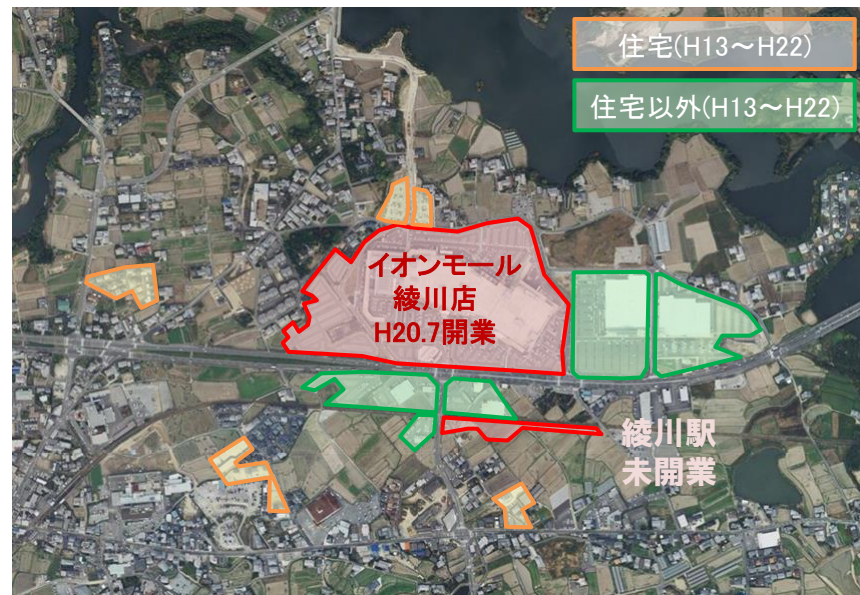 住宅(H13～H22)
住宅以外(H13～H22)
イオンモール
綾川店
H20.7開業
綾川駅
未開業